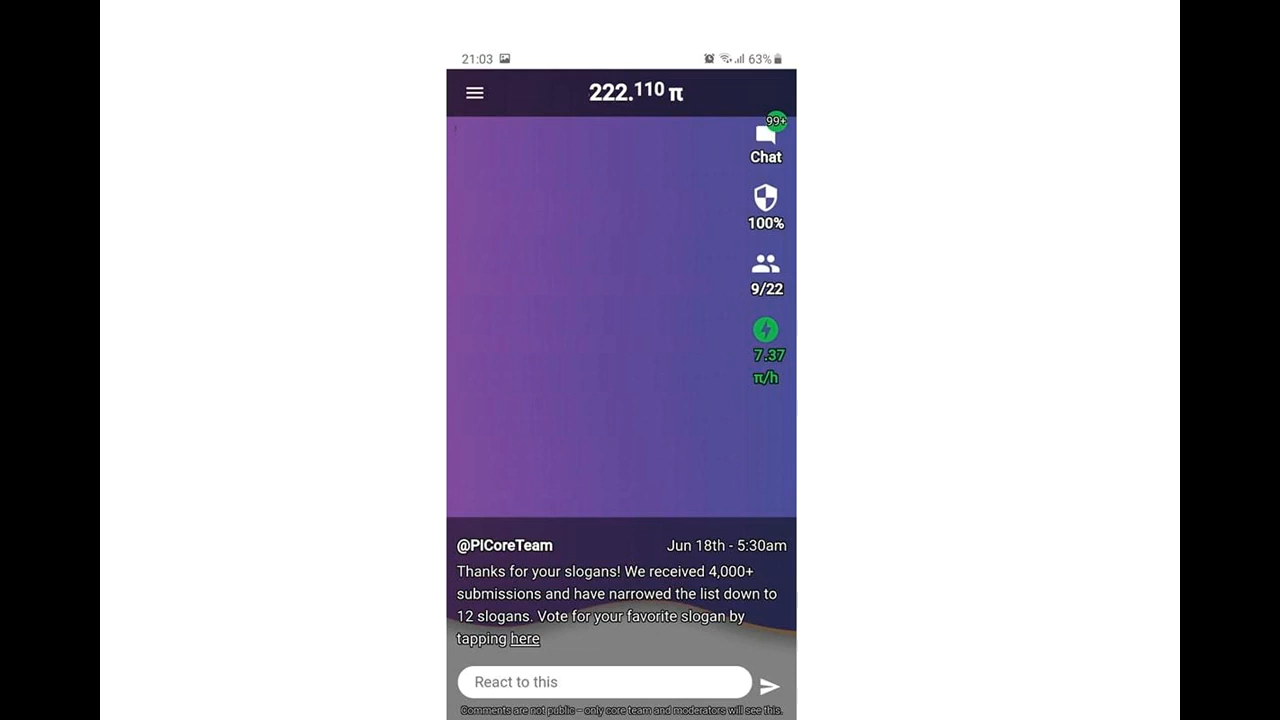 21:03 63%
222.110 π
99+
Chat
100%
9/22
7.37
π/h
@PICoreTeam Jun 18th - 5:30am
Thanks for your slogans! We received 4,000+
submissions and have narrowed the list down to
12 slogans. Vote for your favorite slogan by
tapping here
React to this
Comments are not public – only core team and moderators will see this.